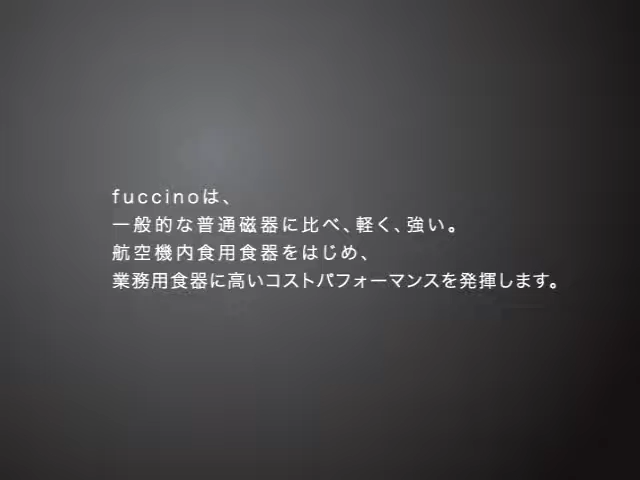 fuccinoは、
一般的な普通磁器に比べ、軽く、強い。
航空機内食用食器をはじめ、
業務用食器に高いコストパフォーマンスを発揮します。